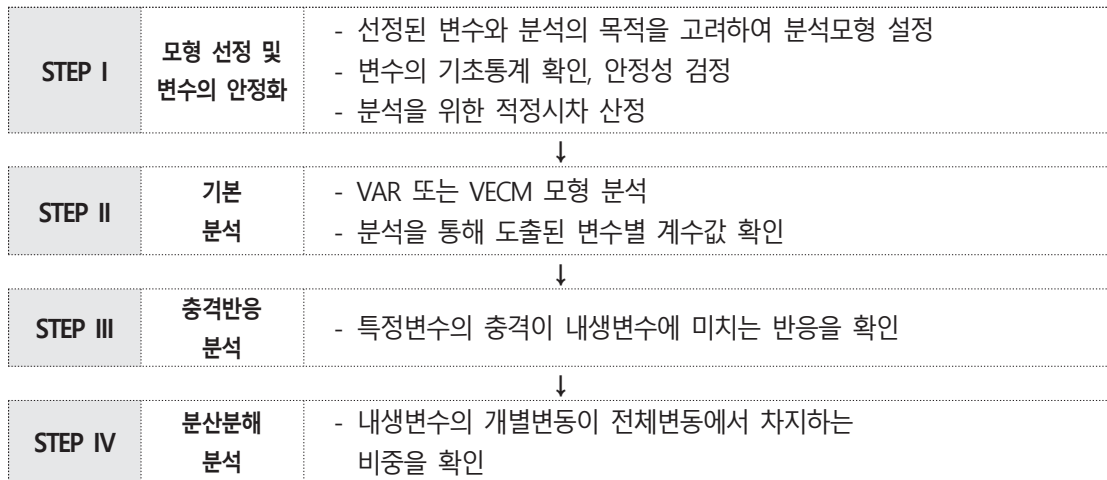 STEP I
모형 선정 및
변수의 안정화
- 선정된 변수와 분석의 목적을 고려하여 분석모형 설정
- 변수의 기초통계 확인, 안정성 검정
- 분석을 위한 적정시차 산정
↓
STEP II
기본
분석
- VAR 또는 VECM 모형 분석
- 분석을 통해 도출된 변수별 계수값 확인
↓
STEP III
충격반응
분석
- 특정변수의 충격이 내생변수에 미치는 반응을 확인
↓
STEP IV
분산분해
분석
- 내생변수의 개별변동이 전체변동에서 차지하는
비중을 확인